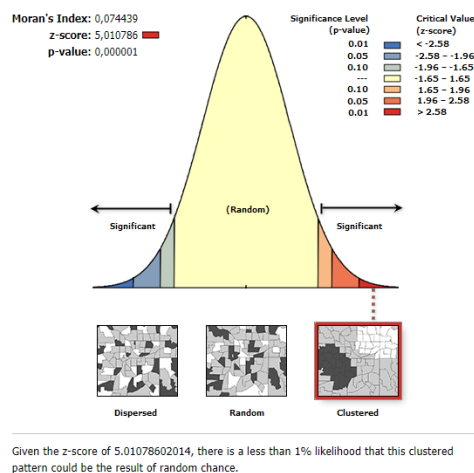 Moran's Index: 0,074439
z-score: 5,010786
p-value: 0,000001
Significance Level
(p-value)
Critical Value
(z-score)
0.01 < -2.58
0.05 -2.58 – -1.96
0.10 -1.96 – -1.65
--- -1.65 – 1.65
0.10 1.65 – 1.96
0.05 1.96 – 2.58
0.01 > 2.58
(Random)
Significant
Significant
Dispersed
Random
Clustered
Given the z-score of 5.01078602014, there is a less than 1% likelihood that this clustered
pattern could be the result of random chance.